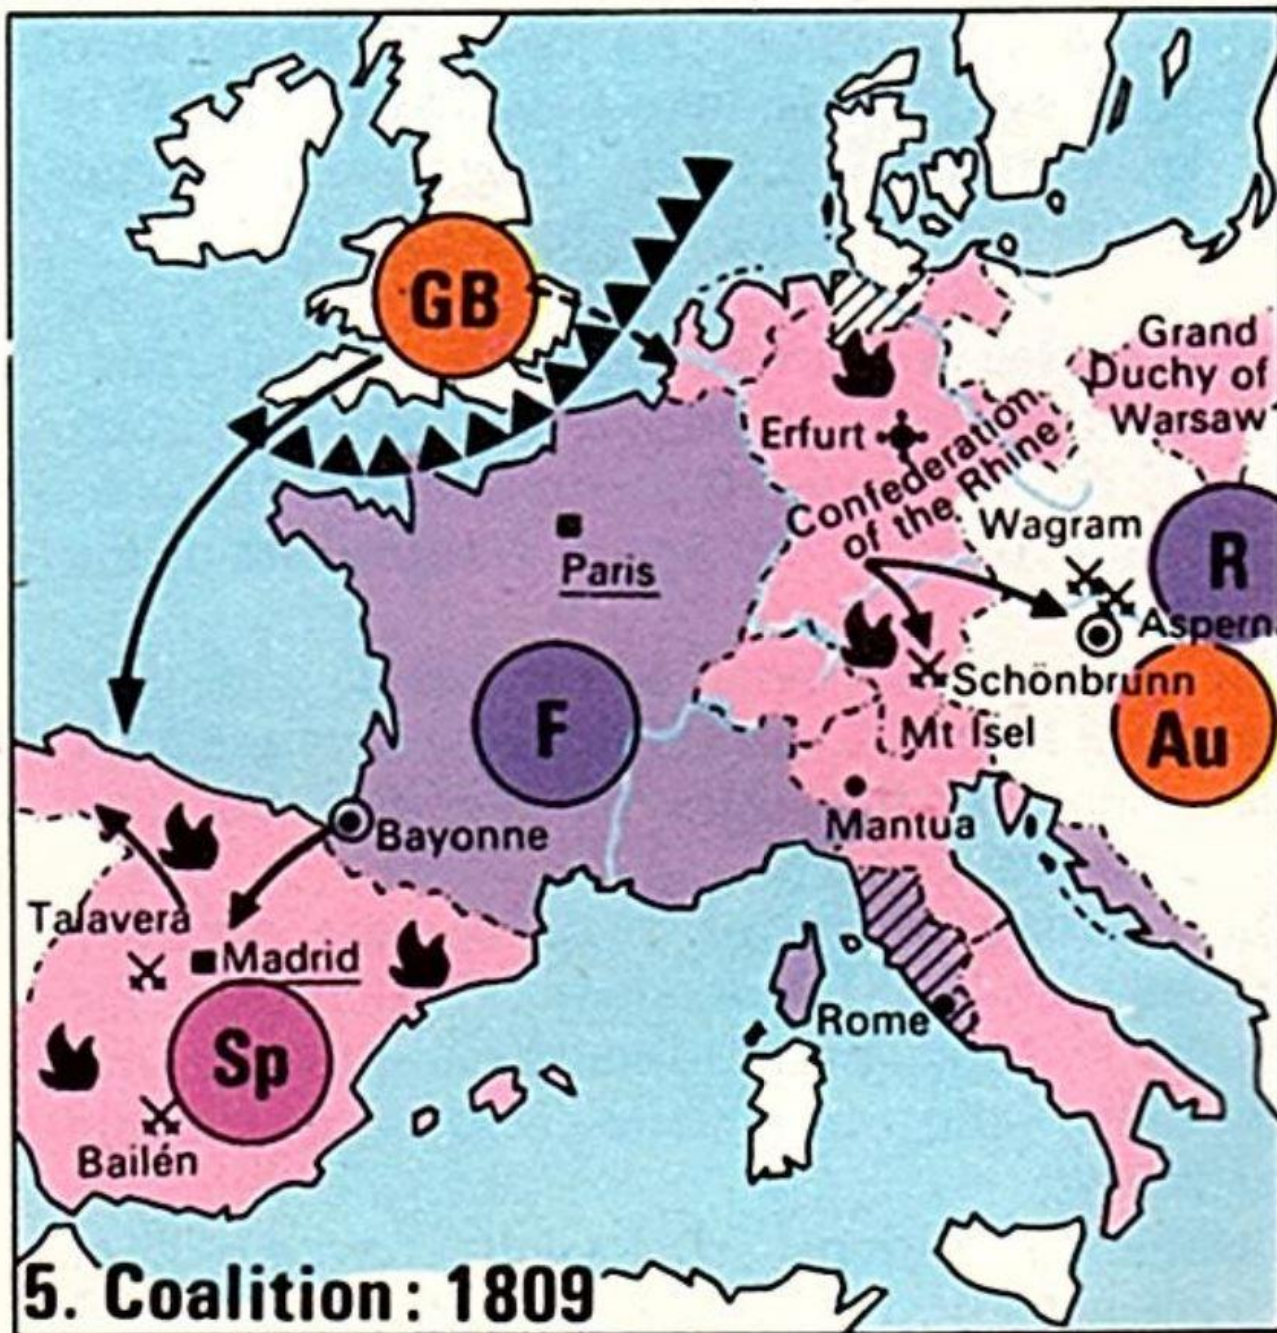 GB
Grand
Duchy of
Warsaw
Erfurt
Confederation
of the Rhine
Wagram
R
Paris
Aspern
Schönbrunn
F
Au
Mt Isel
Mantua
Bayonne
Talavera
Madrid
Sp
Rome
Bailén
5. Coalition: 1809